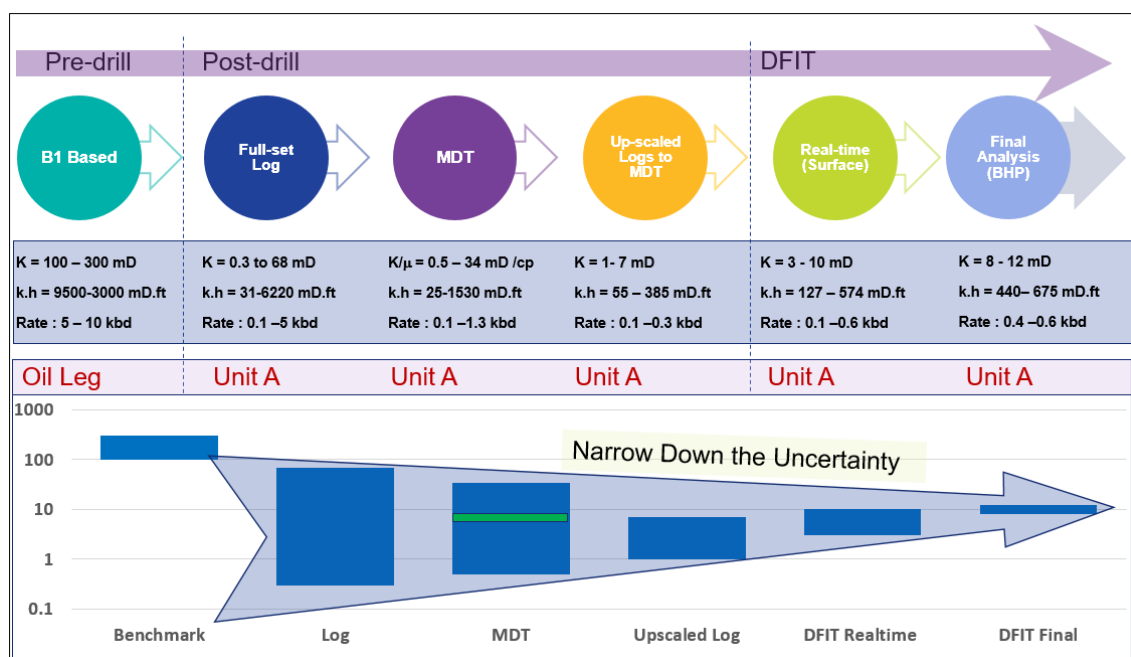 Pre-drill
Post-drill
DFIT
B1 Based
Full-set
Log
MDT
Up-scaled
Logs to
MDT
Real-time
(Surface)
Final
Analysis
(BHP)
K = 100 – 300 mD
k.h = 9500-3000 mD.ft
Rate : 5 – 10 kbd
K = 0.3 to 68 mD
k.h = 31-6220 mD.ft
Rate : 0.1 –5 kbd
K/μ = 0.5 – 34 mD /cp
k.h = 25-1530 mD.ft
Rate : 0.1 –1.3 kbd
K = 1- 7 mD
k.h = 55 – 385 mD.ft
Rate : 0.1 –0.3 kbd
K = 3 - 10 mD
k.h = 127 – 574 mD.ft
Rate : 0.1 –0.6 kbd
K = 8 - 12 mD
k.h = 440– 675 mD.ft
Rate : 0.4 –0.6 kbd
Oil Leg
Unit A
Unit A
Unit A
Unit A
Unit A
1000
100
10
1
0.1
Narrow Down the Uncertainty
Benchmark
Log
MDT
Upscaled Log
DFIT Realtime
DFIT Final